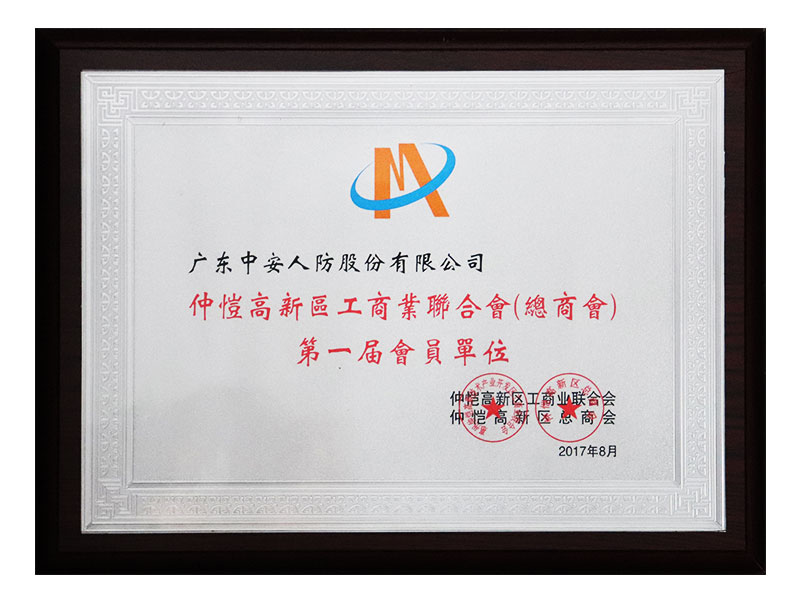 广东中安人防股份有限公司
仲恺高新區工商業聯合會(總商會)
第一届會員單位
仲恺高新区工商业联合会
仲恺高新区总商会
2017年8月